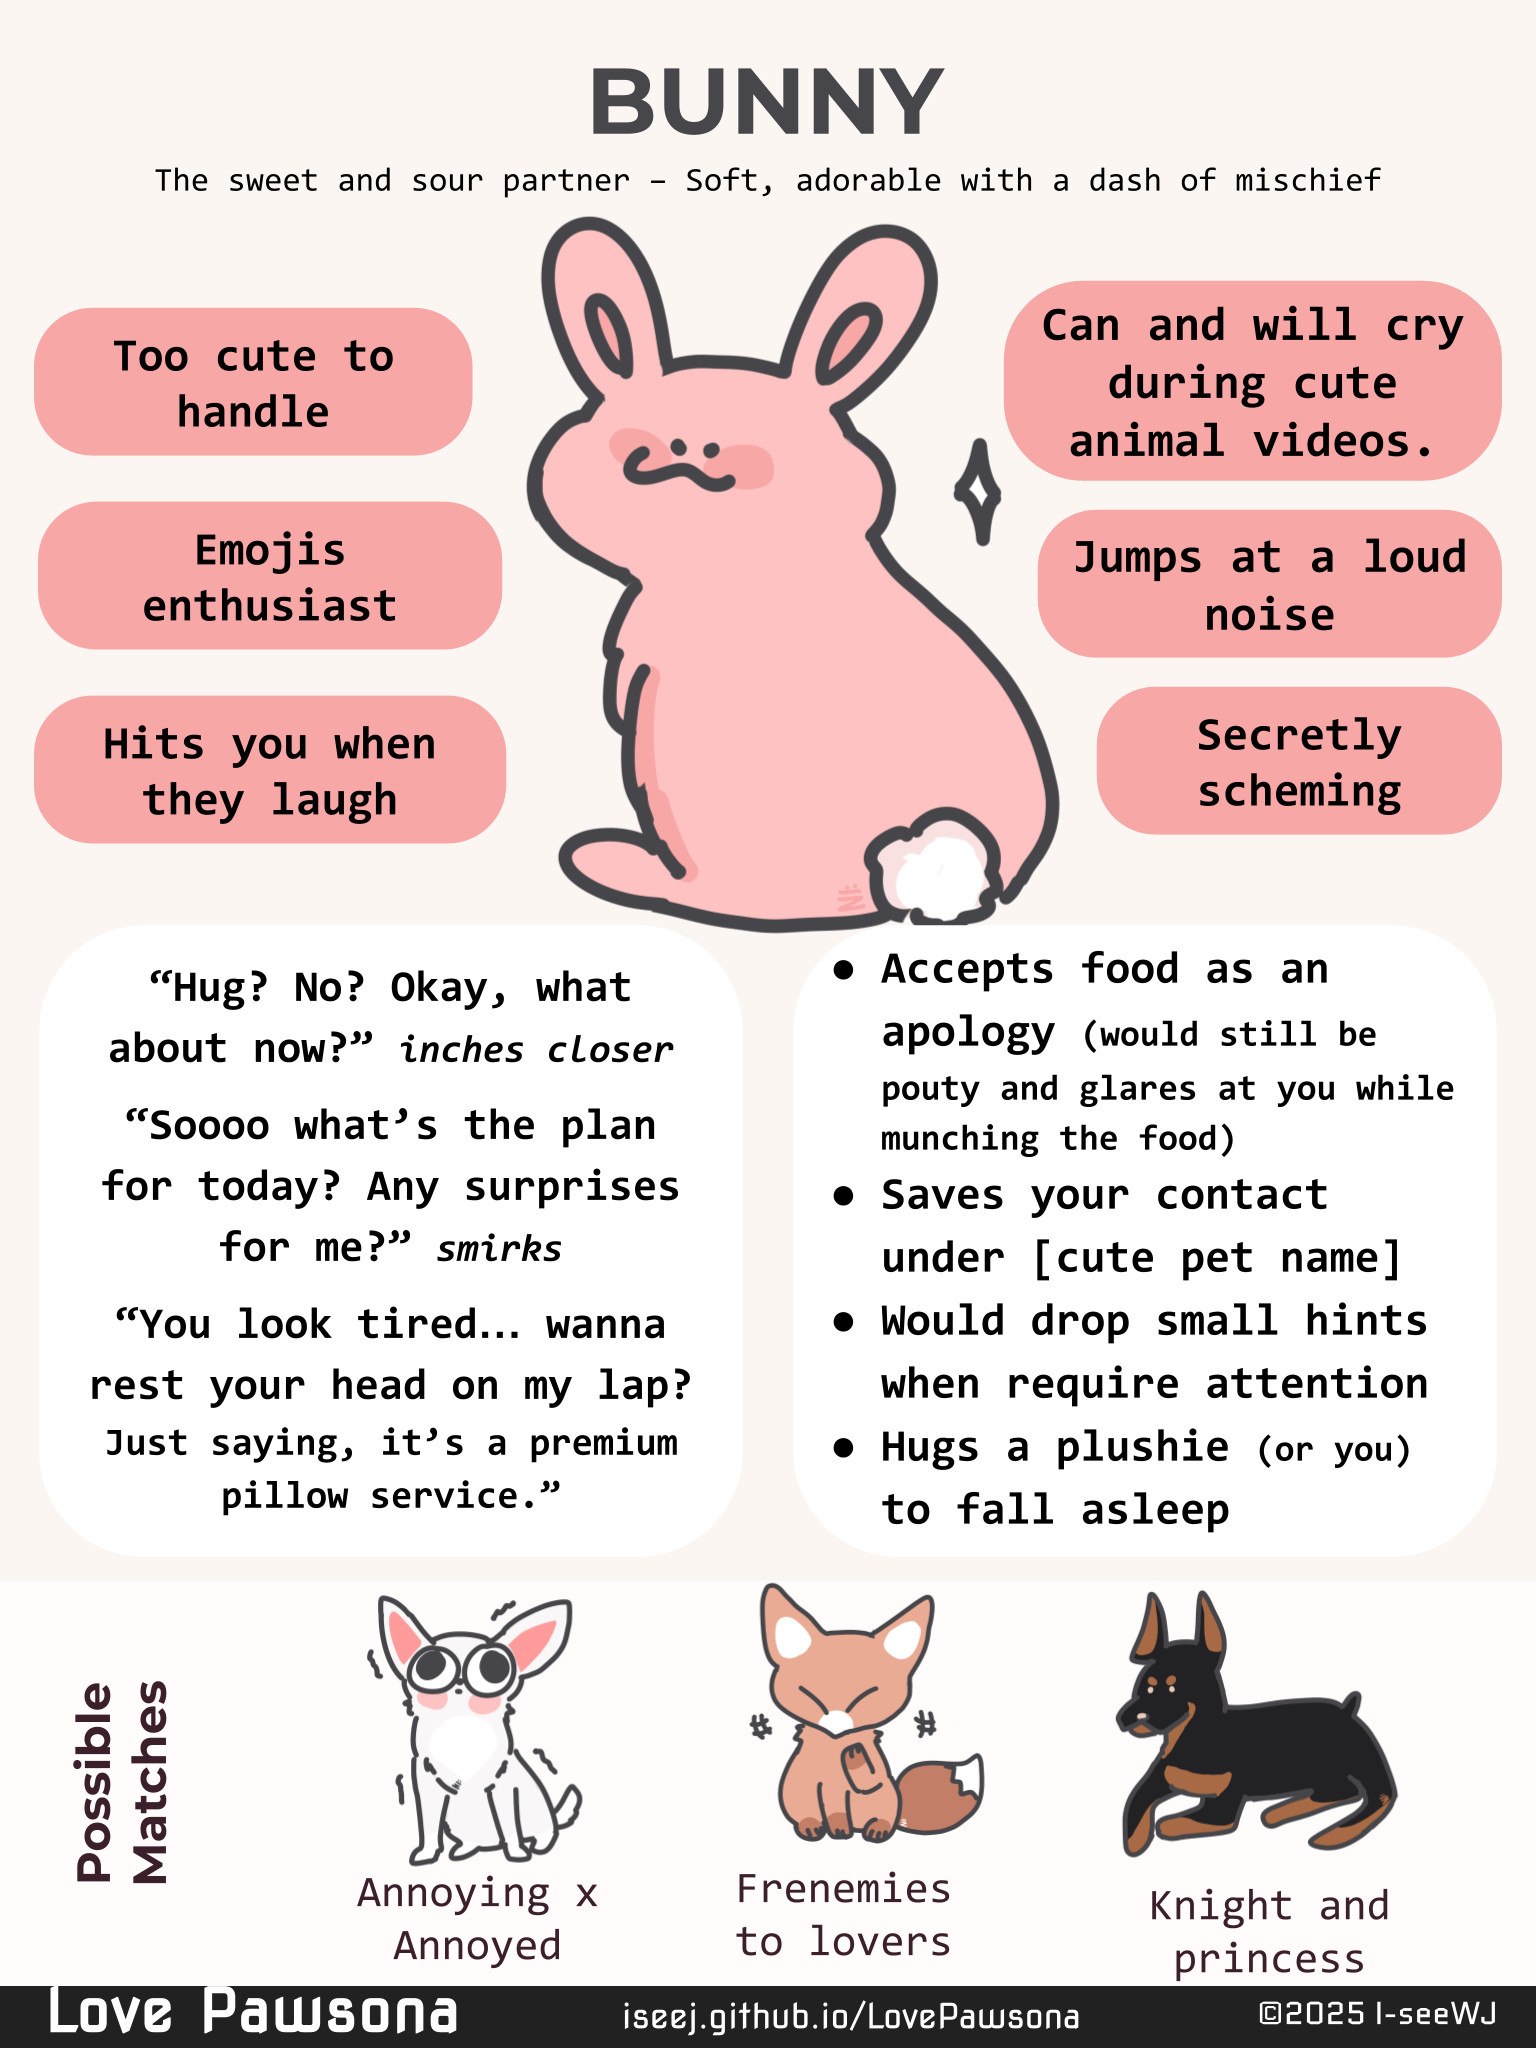 BUNNY
The sweet and sour partner – Soft, adorable with a dash of mischief
Too cute to
handle
Emojis
enthusiast
Hits you when
they laugh
Can and will cry
during cute
animal videos.
Jumps at a loud
noise
Secretly
scheming
“Hug? No? Okay, what
about now?” inches closer
“Soooo what’s the plan
for today? Any surprises
for me?” smirks
“You look tired… wanna
rest your head on my lap?
Just saying, it’s a premium
pillow service.”
● Accepts food as an
apology (would still be
pouty and glares at you while
munching the food)
● Saves your contact
under [cute pet name]
● Would drop small hints
when require attention
● Hugs a plushie (or you)
to fall asleep
Possible
Matches
Annoying x
Annoyed
Frenemies
to lovers
Knight and
princess
Love Pawsona
iseej.github.io/LovePawsona
©2025 I-seeWJ